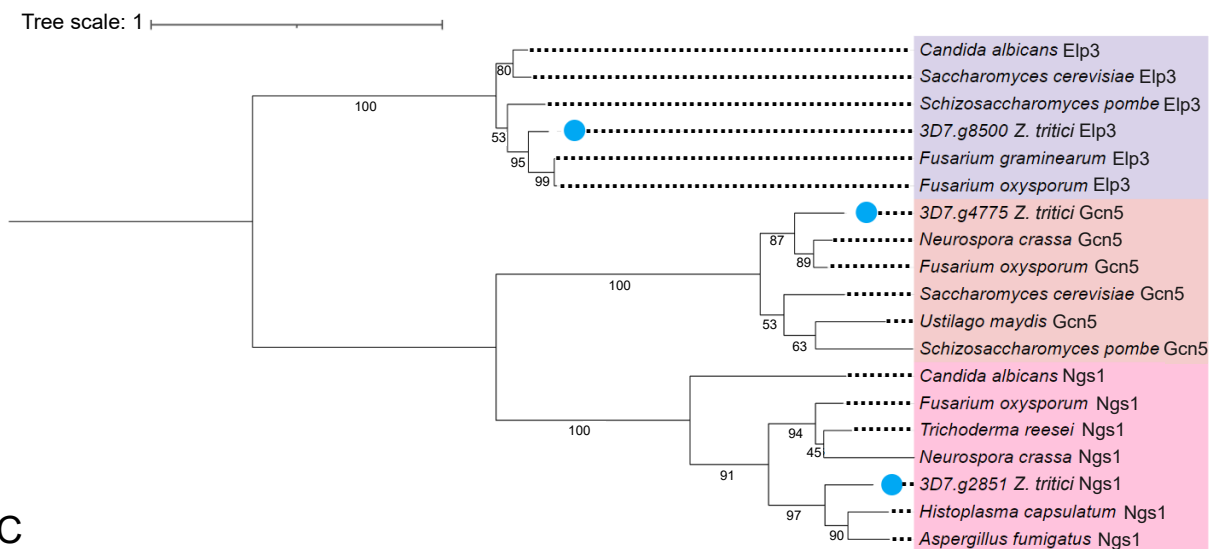 Tree scale: 1
Candida albicans Elp3
80
Saccharomyces cerevisiae Elp3
100
Schizosaccharomyces pombe Elp3
53
3D7.g8500 Z. tritici Elp3
95
Fusarium graminearum Elp3
99
Fusarium oxysporum Elp3
3D7.g4775 Z. tritici Gcn5
87
Neurospora crassa Gcn5
89
Fusarium oxysporum Gcn5
100
Saccharomyces cerevisiae Gcn5
53
Ustilago maydis Gcn5
63
Schizosaccharomyces pombe Gcn5
Candida albicans Ngs1
Fusarium oxysporum Ngs1
100
94
Trichoderma reesei Ngs1
45
Neurospora crassa Ngs1
91
3D7.g2851 Z. tritici Ngs1
97
Histoplasma capsulatum Ngs1
90
Aspergillus fumigatus Ngs1
C